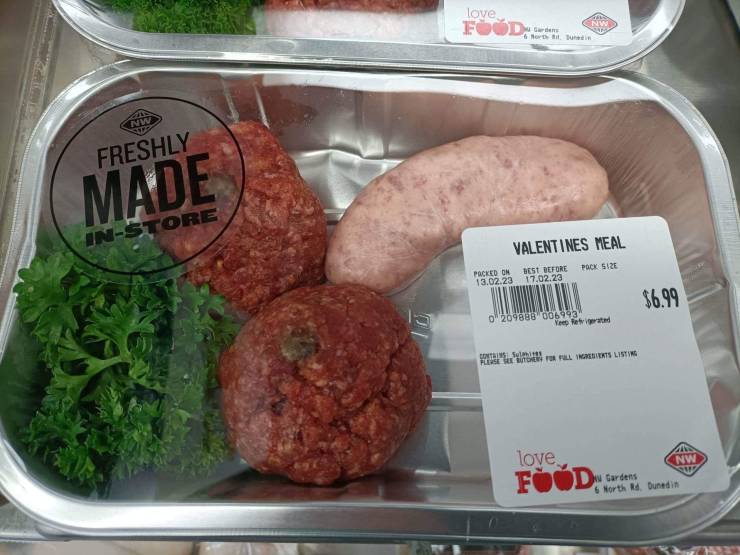 love
FOOD NW Gardens
6 North Rd. Dunedin
NW
NW
FRESHLY
MADE
IN-STORE
VALENTINES MEAL
PACKED ON BEST BEFORE PACK SIZE
13.02.23 17.02.23
$6.99
0 209888 006993
Keep Refrigerated
CONTAINS: Sulphites
PLEASE SEE BUTCHERY FOR FULL INGREDIENTS LISTING
love
FOOD NW Gardens
6 North Rd. Dunedin
NW